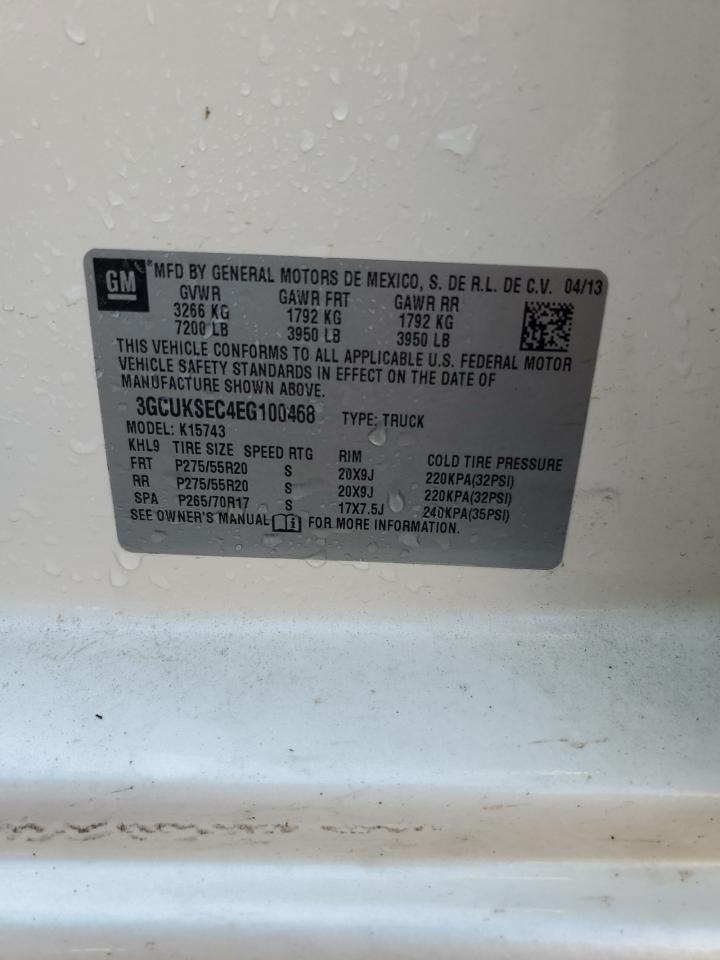 GM ®MFD BY GENERAL MOTORS DE MEXICO, S. DE R.L. DE C.V. 04/13
GVWR GAWR FRT GAWR RR
3266 KG 1792 KG 1792 KG
7200 LB 3950 LB 3950 LB
THIS VEHICLE CONFORMS TO ALL APPLICABLE U.S. FEDERAL MOTOR
VEHICLE SAFETY STANDARDS IN EFFECT ON THE DATE OF
MANUFACTURE SHOWN ABOVE.
3GCUKSEC4EG100468 TYPE: TRUCK
MODEL: K15743
KHL9 TIRE SIZE SPEED RTG RIM COLD TIRE PRESSURE
FRT P275/55R20 S 20X9J 220KPA(32PSI)
RR P275/55R20 S 20X9J 220KPA(32PSI)
SPA P265/70R17 S 17X7.5J 240KPA(35PSI)
SEE OWNER'S MANUAL FOR MORE INFORMATION.